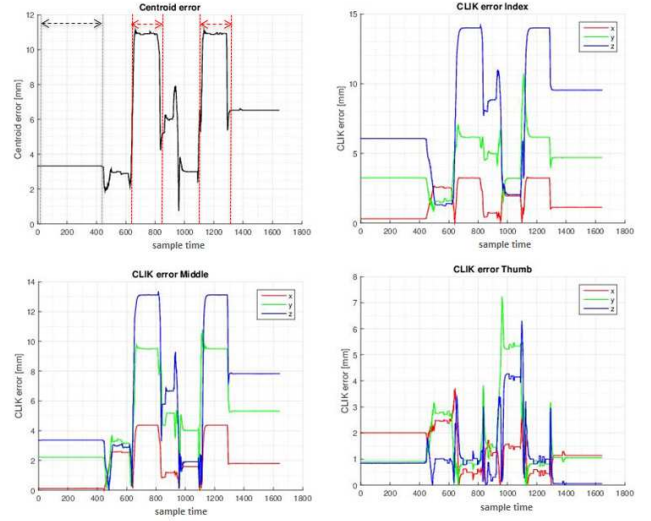 Centroid error
Centroid error [mm]
12
10
8
6
4
2
0
0 200 400 600 800 1000 1200 1400 1600 1800
sample time
CLIK error Index
CLIK error [mm]
15
10
5
0
x
y
z
0 200 400 600 800 1000 1200 1400 1600 1800
sample time
CLIK error Middle
CLIK error [mm]
14
12
10
8
6
4
2
0
x
y
z
0 200 400 600 800 1000 1200 1400 1600 1800
sample time
CLIK error Thumb
CLIK error [mm]
8
7
6
5
4
3
2
1
0
x
y
z
0 200 400 600 800 1000 1200 1400 1600 1800
sample time